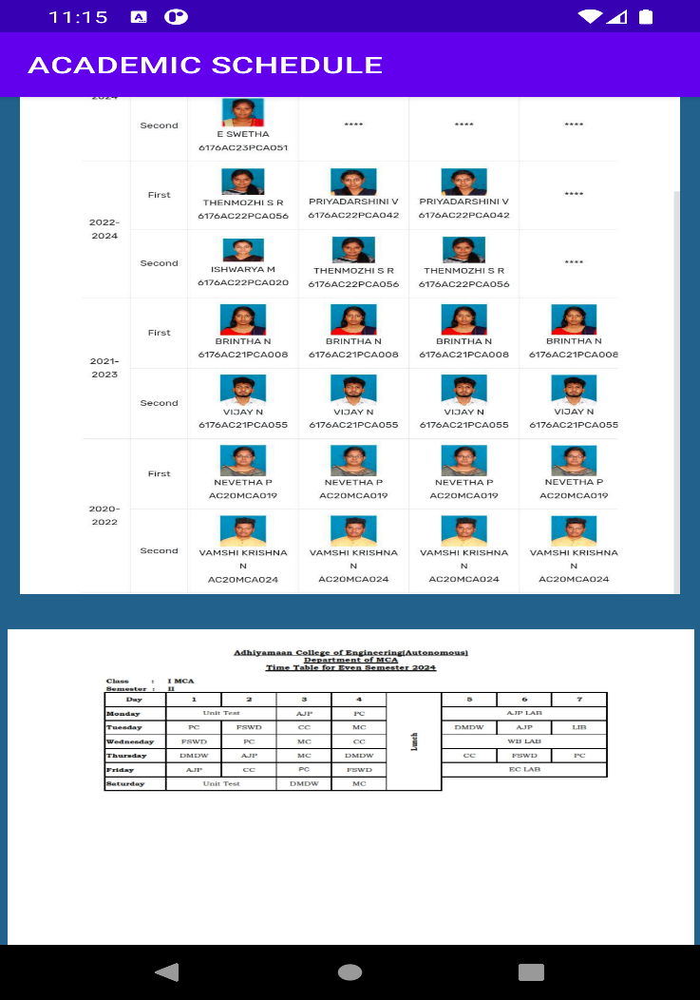 11:15
ACADEMIC SCHEDULE
2024
Second
E SWETHA
6176AC23PCA051
****
****
****
2022-
2024
First
THENMOZHI S R
6176AC22PCA056
PRIYADARSHINI V
6176AC22PCA042
PRIYADARSHINI V
6176AC22PCA042
****
Second
ISHWARYA M
6176AC22PCA020
THENMOZHI S R
6176AC22PCA056
THENMOZHI S R
6176AC22PCA056
****
2021-
2023
First
BRINTHA N
6176AC21PCA008
BRINTHA N
6176AC21PCA008
BRINTHA N
6176AC21PCA008
BRINTHA N
6176AC21PCA008
Second
VIJAY N
6176AC21PCA055
VIJAY N
6176AC21PCA055
VIJAY N
6176AC21PCA055
VIJAY N
6176AC21PCA055
2020-
2022
First
NEVETHA P
AC20MCA019
NEVETHA P
AC20MCA019
NEVETHA P
AC20MCA019
NEVETHA P
AC20MCA019
Second
VAMSHI KRISHNA
N
AC20MCA024
VAMSHI KRISHNA
N
AC20MCA024
VAMSHI KRISHNA
N
AC20MCA024
VAMSHI KRISHNA
N
AC20MCA024
Adhiyamaan College of Engineering(Autonomous)
Department of MCA
Time Table for Even Semester 2024
Class : I MCA
Semester : II
Day 1 2 3 4 Lunch 5 6 7
Monday Unit Test AJP PC AJP LAB
Tuesday PC FSWD CC MC DMDW AJP LIB
Wednesday FSWD PC MC CC WB LAB
Thursday DMDW AJP MC DMDW CC FSWD PC
Friday AJP CC PC FSWD EC LAB
Saturday Unit Test DMDW MC